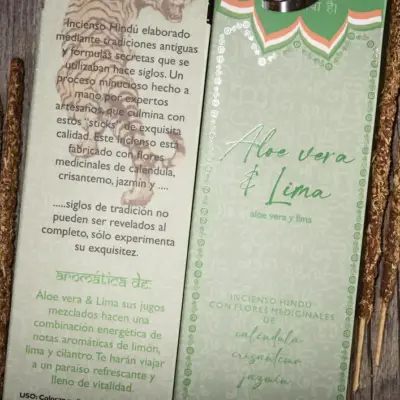 Incienso Hindú elaborado
mediante tradiciones antiguas
y formulas secretas que se
utilizaban hace siglos. Un
proceso minucioso hecho a
mano por expertos
artesanos, que culmina con
estos "sticks" de exquisita
calidad. Este incienso está
fabricado con flores
medicinales de calendula,
crisantemo, jazmin y ....
.....siglos de tradición no
pueden ser revelados al
completo, sólo experimenta
su exquisitez.
aromática de:
Aloe vera & Lima sus jugos
mezclados hacen una
combinación energética de
notas aromáticas de limón,
lima y cilantro. Te harán viajar
a un paraiso refrescante y
lleno de vitalidad.
USO:
Aloe vera
& Lima
aloe vera y lima
INCIENSO HINDÚ
CON FLORES MEDICINALES
DE
calendula
crisantemo
jazmin